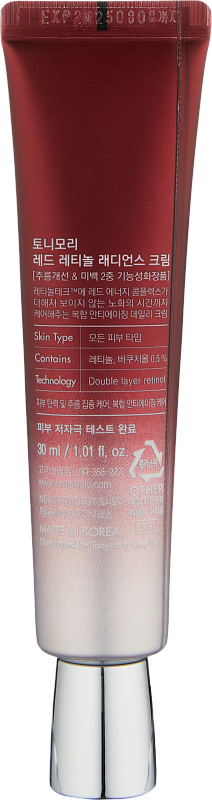 토니모리
레드 레티놀 래디언스 크림
[주름개선 & 미백 2중 기능성화장품]
레티놀테크™에 레드 에너지 콤플렉스가
더해져 보이지 않는 노화의 시간까지
케어해주는 복합 안티에이징 데일리 크림
Skin Type 모든 피부 타입
Contains 레티놀, 바쿠치올 0.5 %
Technology Double layer retinol
피부 탄력 및 주름 집중 케어, 복합 안티에이징 케어
피부 저자극 테스트 완료
30 ml / 1.01 fl. oz.
OTHER
MADE IN KOREA
Distributed by Tonymoly Co.,